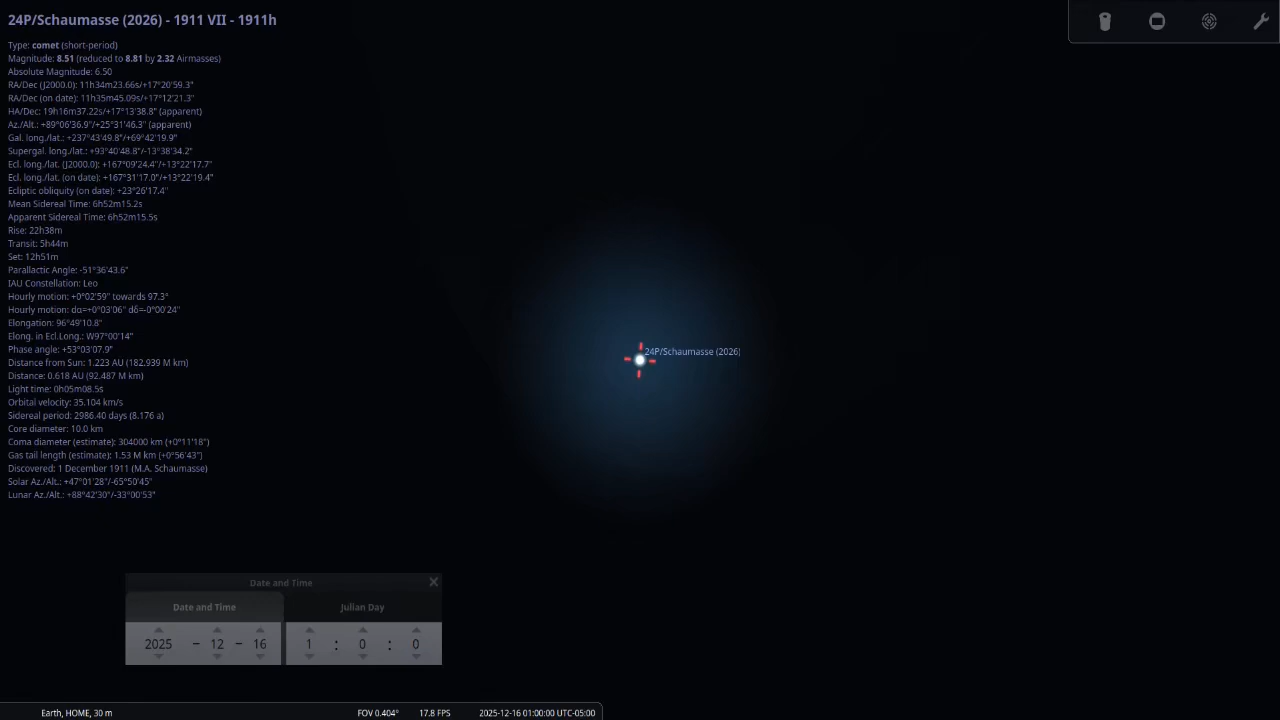 24P/Schaumasse (2026) - 1911 VII - 1911h
Type: comet (short-period)
Magnitude: 8.51 (reduced to 8.81 by 2.32 Airmasses)
Absolute Magnitude: 6.50
RA/Dec (J2000.0): 11h34m23.66s/+17°20'59.3"
RA/Dec (on date): 11h35m45.09s/+17°12'21.3"
HA/Dec: 19h16m37.22s/+17°13'38.8" (apparent)
Az./Alt.: +89°06'36.9"/+25°31'46.3" (apparent)
Gal. long./lat.: +237°43'49.8"/+69°42'19.9"
Supergal. long./lat.: +93°40'48.8"/-13°38'34.2"
Ecl. long./lat. (J2000.0): +167°09'24.4"/+13°22'17.7"
Ecl. long./lat. (on date): +167°31'17.0"/+13°22'19.4"
Ecliptic obliquity (on date): +23°26'17.4"
Mean Sidereal Time: 6h52m15.2s
Apparent Sidereal Time: 6h52m15.5s
Rise: 22h38m
Transit: 5h44m
Set: 12h51m
Parallactic Angle: -51°36'43.6"
IAU Constellation: Leo
Hourly motion: +0°02'59" towards 97.3°
Hourly motion: dα=+0°03'06" dδ=-0°00'24"
Elongation: 96°49'10.8"
Elong. in Ecl.Long.: W97°00'14"
Phase angle: +53°03'07.9"
Distance from Sun: 1.223 AU (182.939 M km)
Distance: 0.618 AU (92.487 M km)
Light time: 0h05m08.5s
Orbital velocity: 35.104 km/s
Sidereal period: 2986.40 days (8.176 a)
Core diameter: 10.0 km
Coma diameter (estimate): 304000 km (+0°11'18")
Gas tail length (estimate): 1.53 M km (+0°56'43")
Discovered: 1 December 1911 (M.A. Schaumasse)
Solar Az./Alt.: +47°01'28"/-65°50'45"
Lunar Az./Alt.: +88°42'30"/-33°00'53"
24P/Schaumasse (2026)
Date and Time
Date and Time Julian Day
2025 - 12 - 16 1 : 0 : 0
Earth, HOME, 30 m FOV 0.404° 17.8 FPS 2025-12-16 01:00:00 UTC-05:00